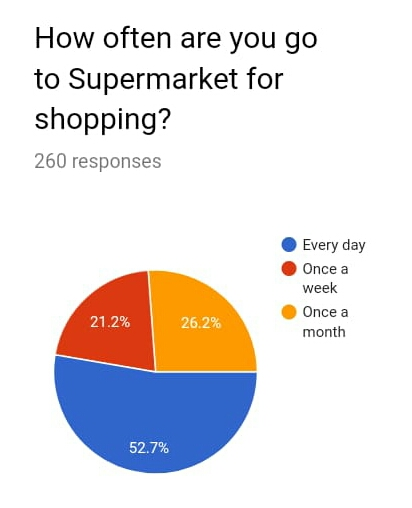 How often are you go
to Supermarket for
shopping?
260 responses
Every day
Once a
week
Once a
month
21.2%
26.2%
52.7%